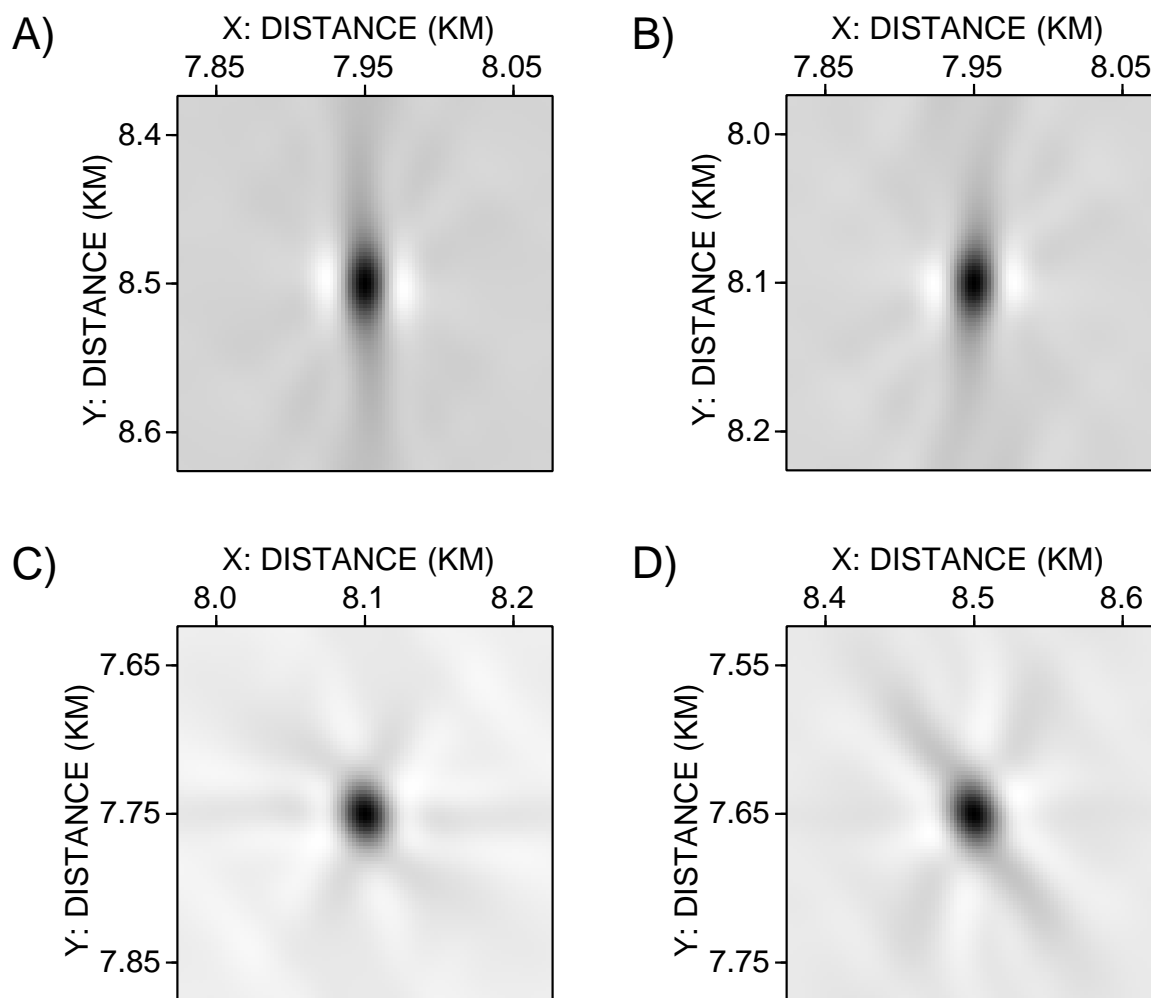 A)
X: DISTANCE (KM)
7.85 7.95 8.05
Y: DISTANCE (KM)
8.4
8.5
8.6
B)
X: DISTANCE (KM)
7.85 7.95 8.05
Y: DISTANCE (KM)
8.0
8.1
8.2
C)
X: DISTANCE (KM)
8.0 8.1 8.2
Y: DISTANCE (KM)
7.65
7.75
7.85
D)
X: DISTANCE (KM)
8.4 8.5 8.6
Y: DISTANCE (KM)
7.55
7.65
7.75